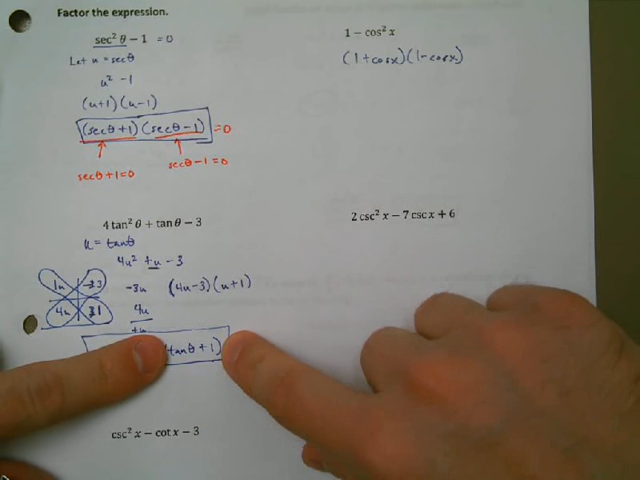 Factor the expression.
sec² θ − 1 = 0
Let u = secθ
u² − 1
(u+1)(u−1)
(secθ+1)(secθ−1) = 0
secθ+1=0
secθ−1=0
1 − cos² x
(1+cosx)(1−cosx)
4 tan² θ + tan θ − 3
u = tanθ
4u² + u − 3
−3u (4u−3)(u+1)
1u
4u
4u
tanθ + 1)
2 csc² x − 7 csc x + 6
csc² x − cot x − 3